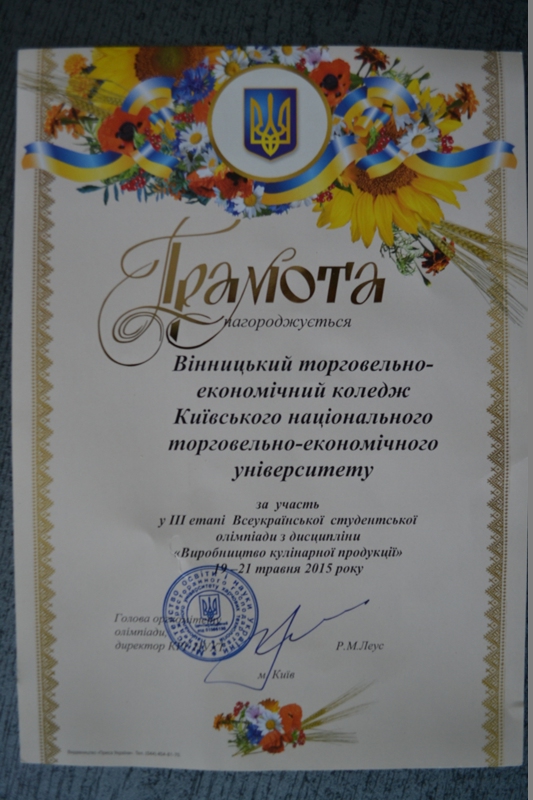 Грамота
нагороджується
Вінницький торговельно-
економічний коледж
Київського національного
торговельно-економічного
університету
за участь
у ІІІ етапі Всеукраїнської студентської
олімпіади з дисципліни
«Виробництво кулінарної продукції»
19–21 травня 2015 року
Голова
олімпіади,
директор
Р.М.Леус
м. Київ